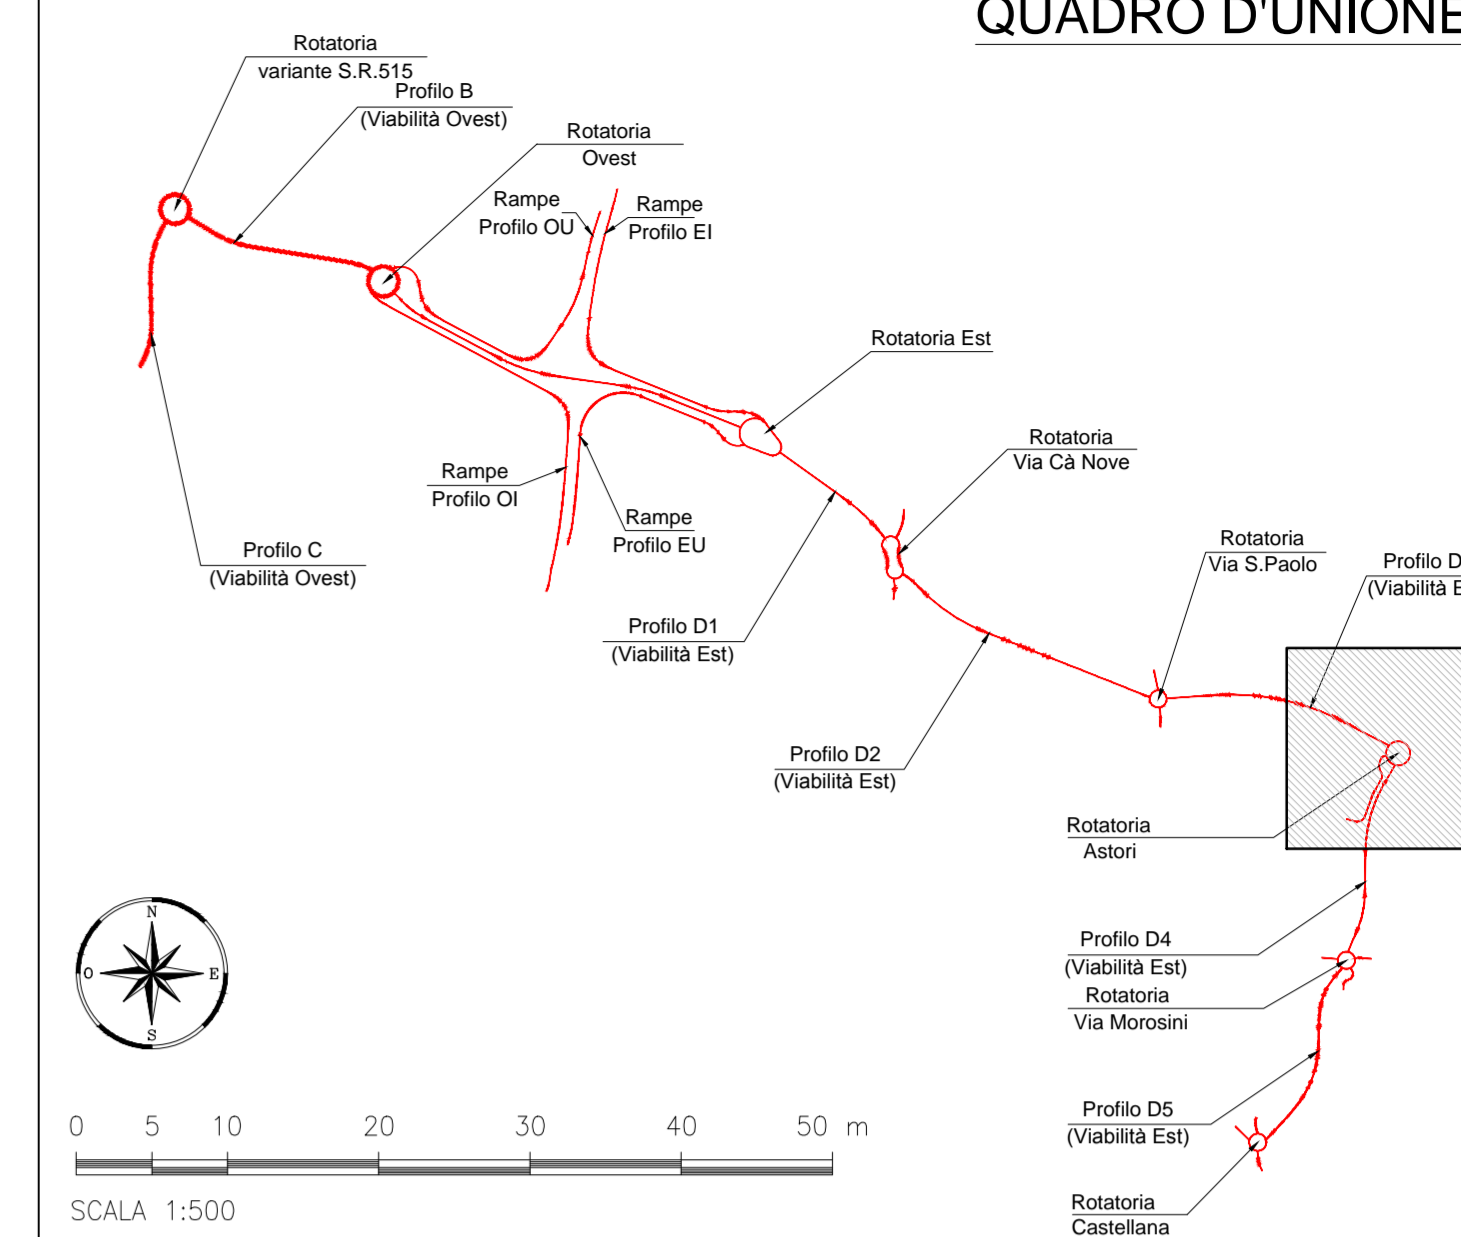 QUADRO D'UNIONE
Rotatoria
variante S.R.515
Profilo B
(Viabilità Ovest)
Rotatoria
Ovest
Rampe
Profilo OU
Rampe
Profilo EI
Rotatoria Est
Rotatoria
Via Cà Nove
Rampe
Profilo OI
Rampe
Profilo EU
Profilo C
(Viabilità Ovest)
Rotatoria
Via S.Paolo
Profilo D
(Viabilità E
Profilo D1
(Viabilità Est)
Profilo D2
(Viabilità Est)
Rotatoria
Astori
Profilo D4
(Viabilità Est)
Rotatoria
Via Morosini
Profilo D5
(Viabilità Est)
Rotatoria
Castellana
N
O E
S
0 5 10 20 30 40 50 m
SCALA 1:500